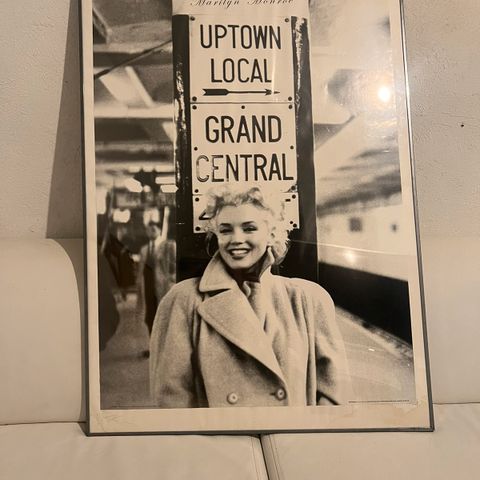 Marilyn Monroe
UPTOWN
LOCAL
GRAND
CENTRAL